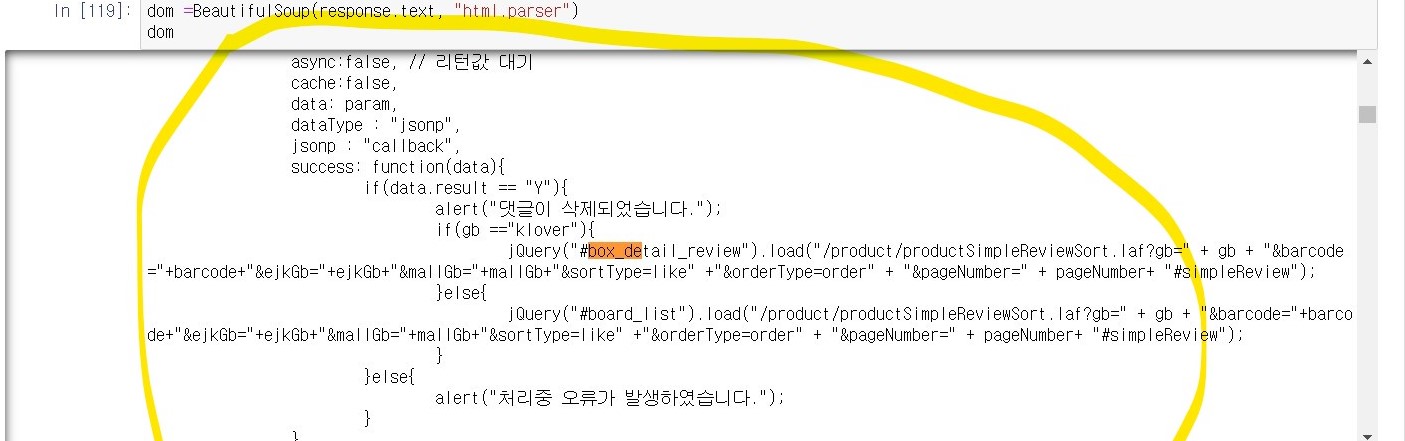 In [119]: dom =BeautifulSoup(response.text, "html.parser")
dom
async:false, // 리턴값 대기
cache:false,
data: param,
dataType : "jsonp",
jsonp : "callback",
success: function(data){
if(data.result == "Y"){
alert("댓글이 삭제되었습니다.");
if(gb =="klover"){
jQuery("#box_detail_review").load("/product/productSimpleReviewSort.laf?gb=" + gb + "&barcode
="+barcode+"&ejkGb="+ejkGb+"&mallGb="+mallGb+"&sortType=like" +"&orderType=order" + "&pageNumber=" + pageNumber+ "#simpleReview");
}else{
jQuery("#board_list").load("/product/productSimpleReviewSort.laf?gb=" + gb + "&barcode="+barco
de+"&ejkGb="+ejkGb+"&mallGb="+mallGb+"&sortType=like" +"&orderType=order" + "&pageNumber=" + pageNumber+ "#simpleReview");
}
}else{
alert("처리중 오류가 발생하였습니다.");
}
}